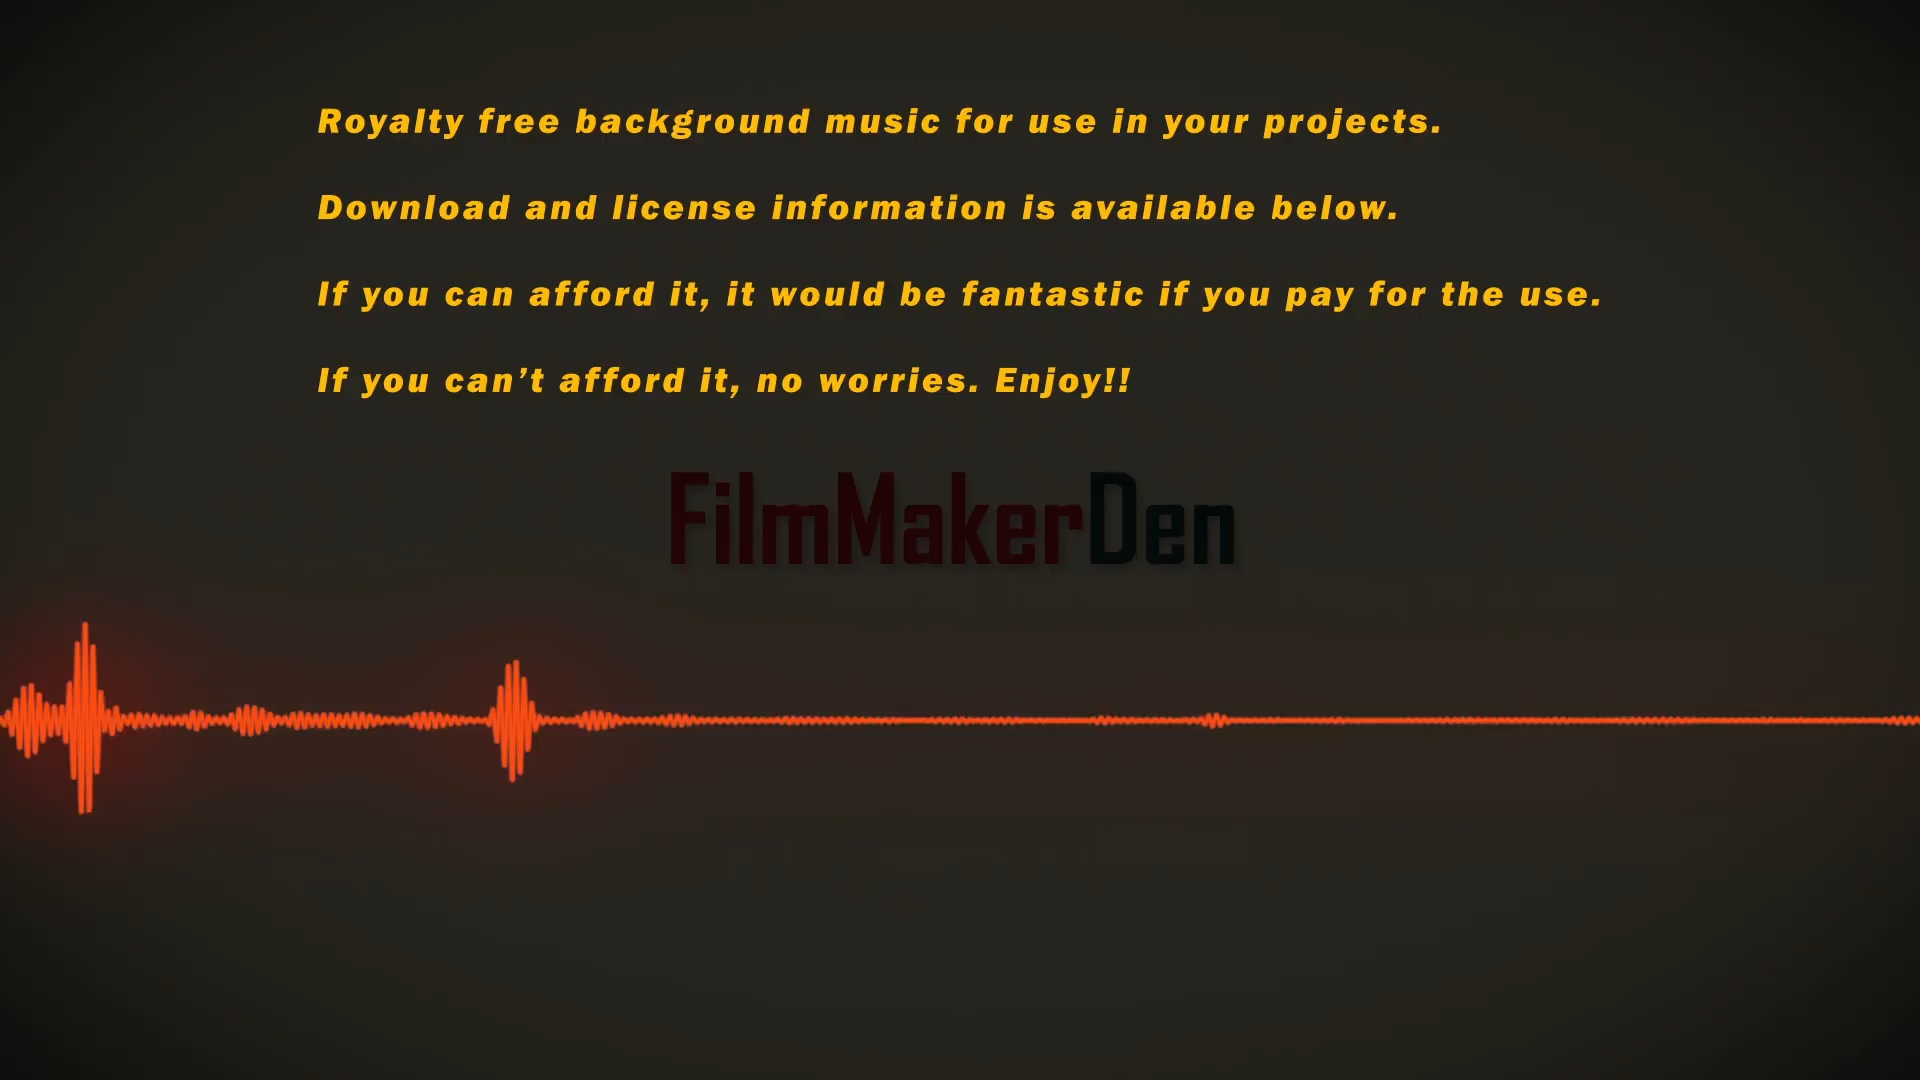 Royalty free background music for use in your projects.
Download and license information is available below.
If you can afford it, it would be fantastic if you pay for the use.
If you can’t afford it, no worries. Enjoy!!
FilmMakerDen